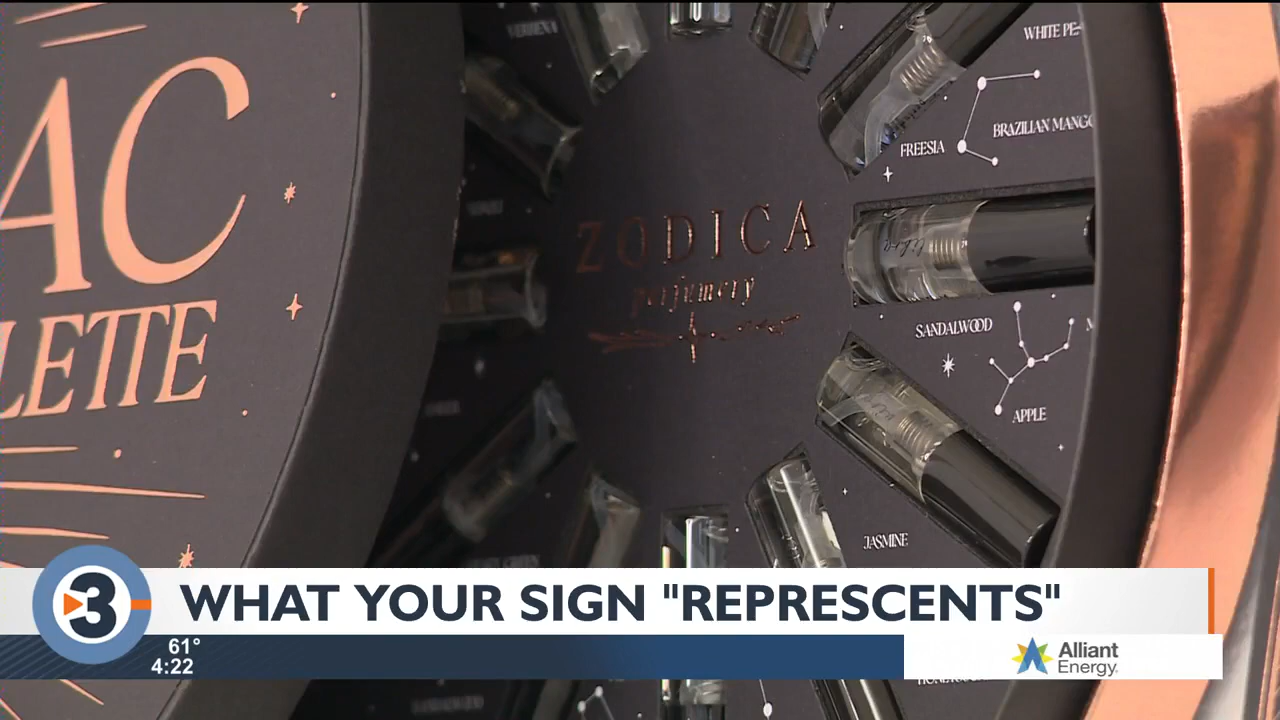 AC
LETTE
VERBENA
WHITE PE
BRAZILIAN MANGO
FREESIA
ZODICA
perfumery
libra
SANDALWOOD
APPLE
JASMINE
3
WHAT YOUR SIGN "REPRESCENTS"
61°
4:22
Alliant
Energy